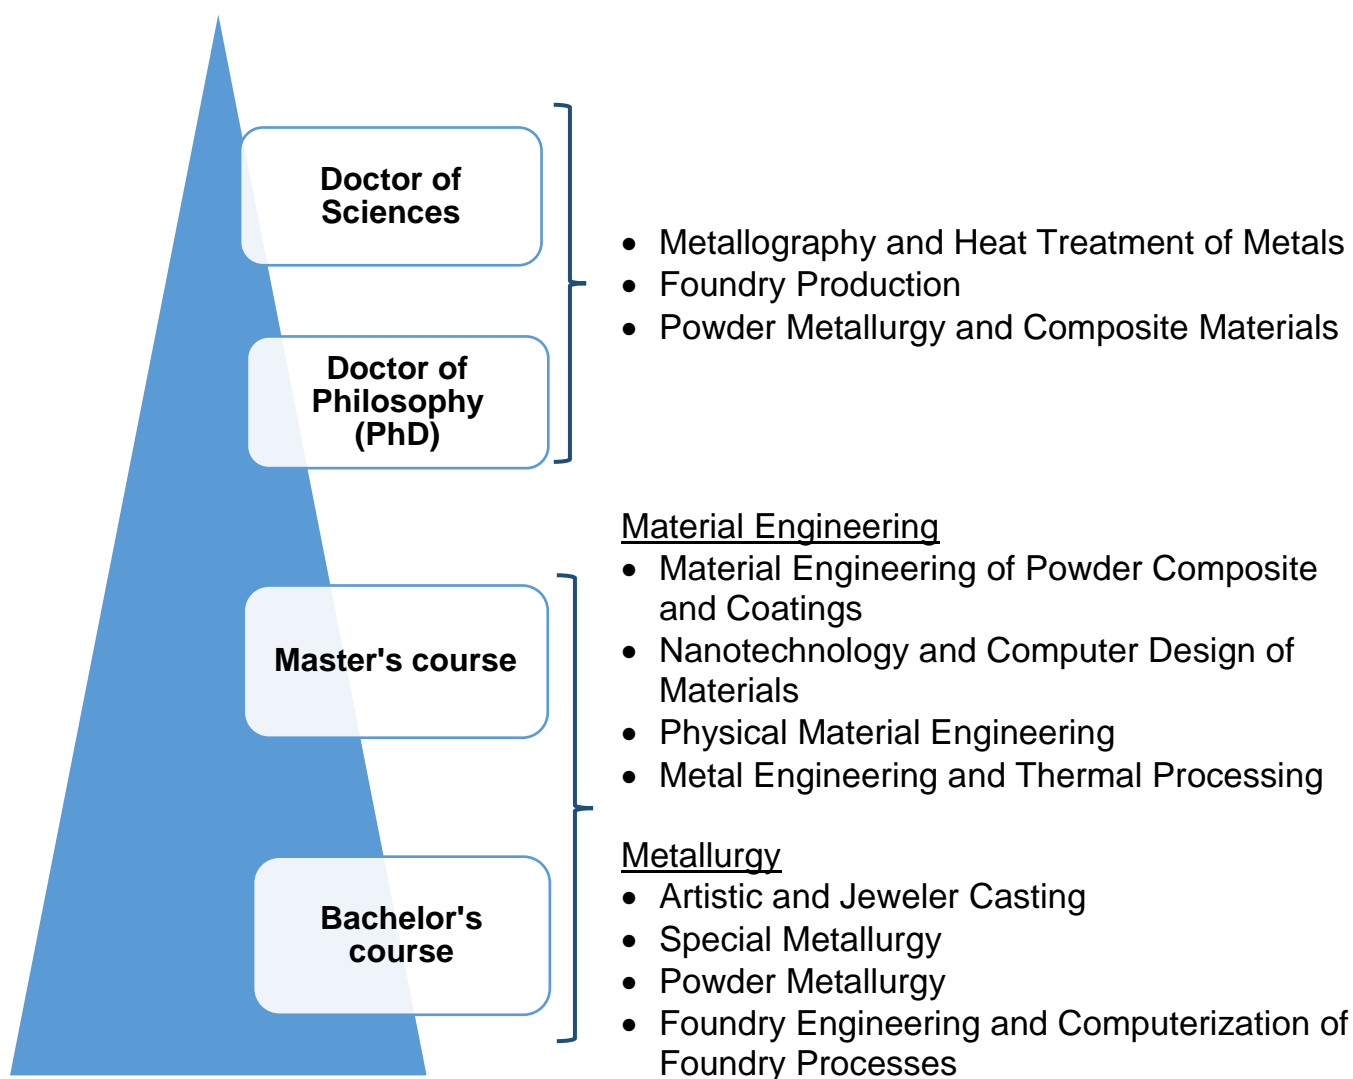 Doctor of
Sciences
Doctor of
Philosophy
(PhD)
• Metallography and Heat Treatment of Metals
• Foundry Production
• Powder Metallurgy and Composite Materials
Master's course
Bachelor's
course
Material Engineering
• Material Engineering of Powder Composite
and Coatings
• Nanotechnology and Computer Design of
Materials
• Physical Material Engineering
• Metal Engineering and Thermal Processing
Metallurgy
• Artistic and Jeweler Casting
• Special Metallurgy
• Powder Metallurgy
• Foundry Engineering and Computerization of
Foundry Processes